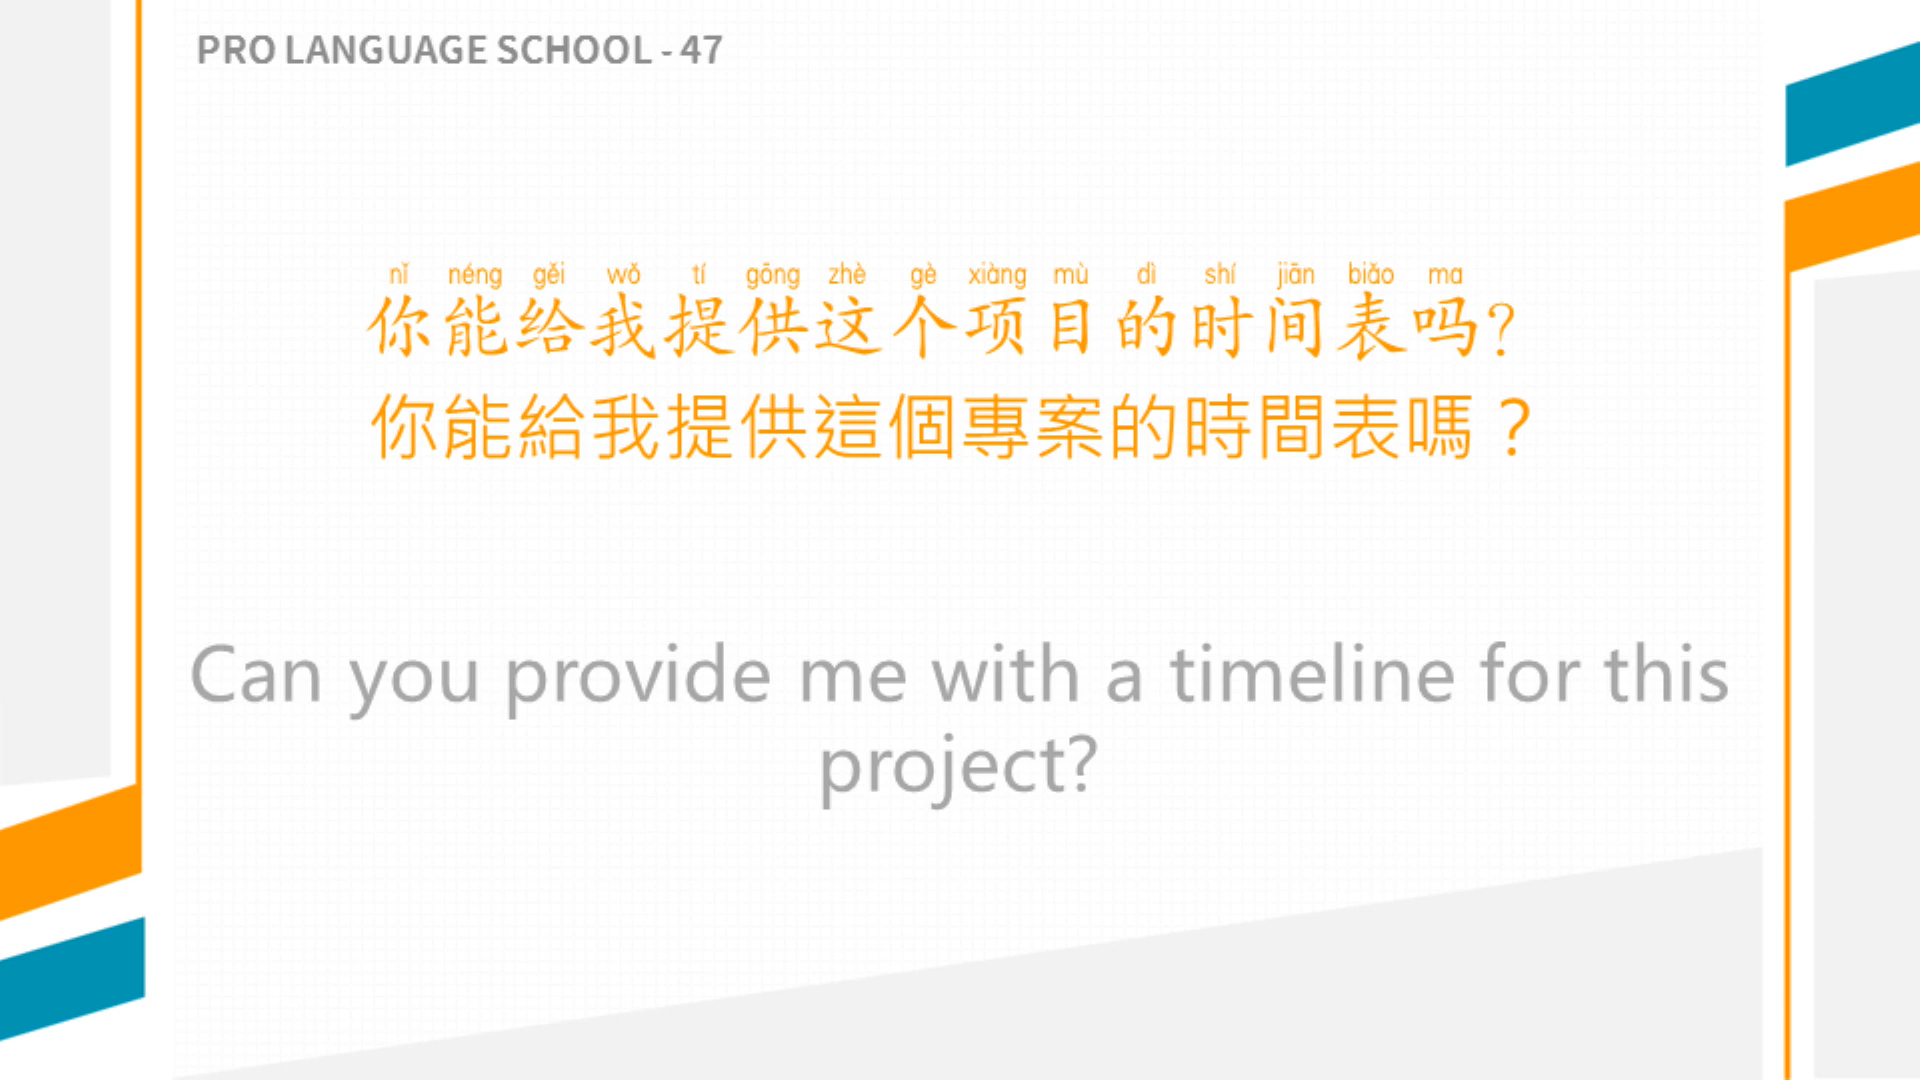 PRO LANGUAGE SCHOOL - 47
nǐ néng gěi wǒ tí gōng zhè gè xiàng mù dì shí jiān biǎo ma
你能给我提供这个项目的时间表吗?
你能給我提供這個專案的時間表嗎？
Can you provide me with a timeline for this
project?